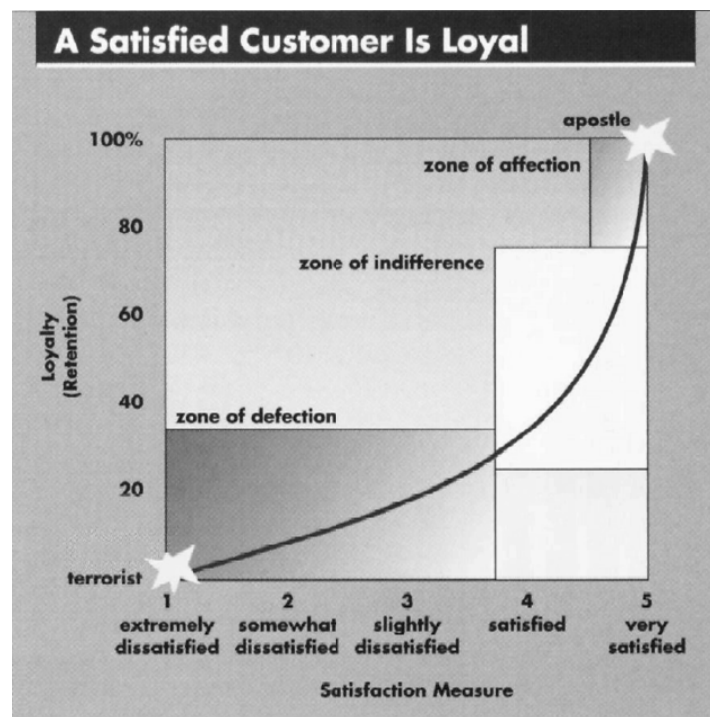 A Satisfied Customer Is Loyal
apostle
100%
zone of affection
80
zone of indifference
60
Loyalty
(Retention)
40
zone of defection
20
terrorist
1 2 3 4 5
extremely somewhat slightly satisfied very
dissatisfied dissatisfied dissatisfied satisfied
Satisfaction Measure